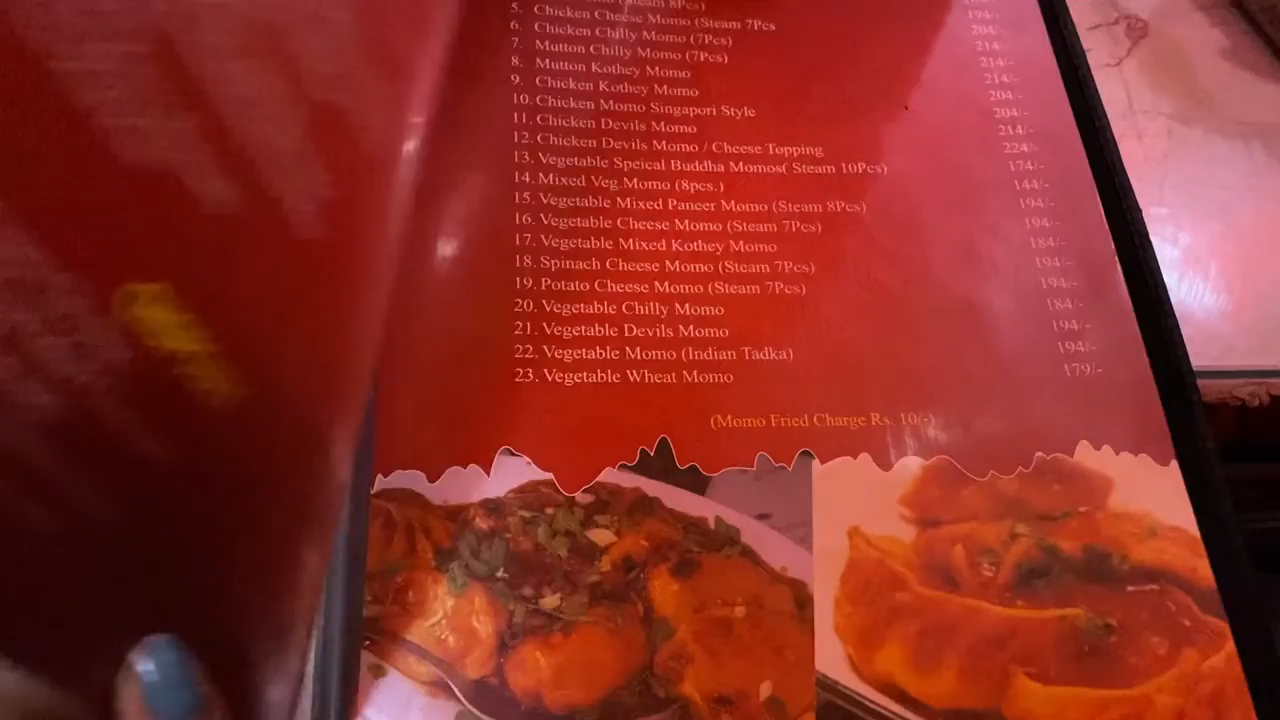 (Steam 8Pcs) 194/-
5. Chicken Cheese Momo (Steam 7Pcs 204/-
6. Chicken Chilly Momo (7Pcs) 214/-
7. Mutton Chilly Momo (7Pcs) 214/-
8. Mutton Kothey Momo 214/-
9. Chicken Kothey Momo 204/-
10. Chicken Momo Singapori Style 204/-
11. Chicken Devils Momo 214/-
12. Chicken Devils Momo / Cheese Topping 224/-
13. Vegetable Speical Buddha Momos( Steam 10Pcs) 174/-
14. Mixed Veg.Momo (8pcs.) 144/-
15. Vegetable Mixed Paneer Momo (Steam 8Pcs) 194/-
16. Vegetable Cheese Momo (Steam 7Pcs) 194/-
17. Vegetable Mixed Kothey Momo 184/-
18. Spinach Cheese Momo (Steam 7Pcs) 194/-
19. Potato Cheese Momo (Steam 7Pcs) 194/-
20. Vegetable Chilly Momo 184/-
21. Vegetable Devils Momo 194/-
22. Vegetable Momo (Indian Tadka) 194/-
23. Vegetable Wheat Momo 179/-
(Momo Fried Charge Rs. 10/-)